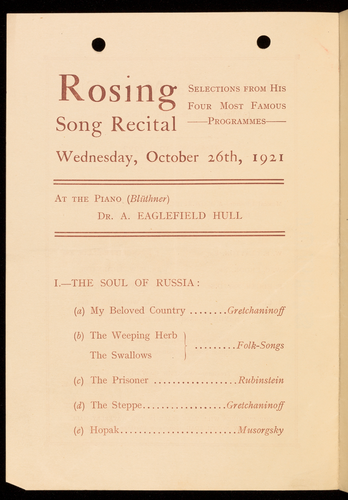 Rosing
Song Recital
Selections from His
Four Most Famous
—Programmes—
Wednesday, October 26th, 1921
At the Piano (Blüthner)
Dr. A. EAGLEFIELD HULL
I.—THE SOUL OF RUSSIA:
(a) My Beloved Country ........Gretchaninoff
(b) The Weeping Herb
The Swallows } .........Folk-Songs
(c) The Prisoner ..................Rubinstein
(d) The Steppe..................Gretchaninoff
(e) Hopak.........................Musorgsky